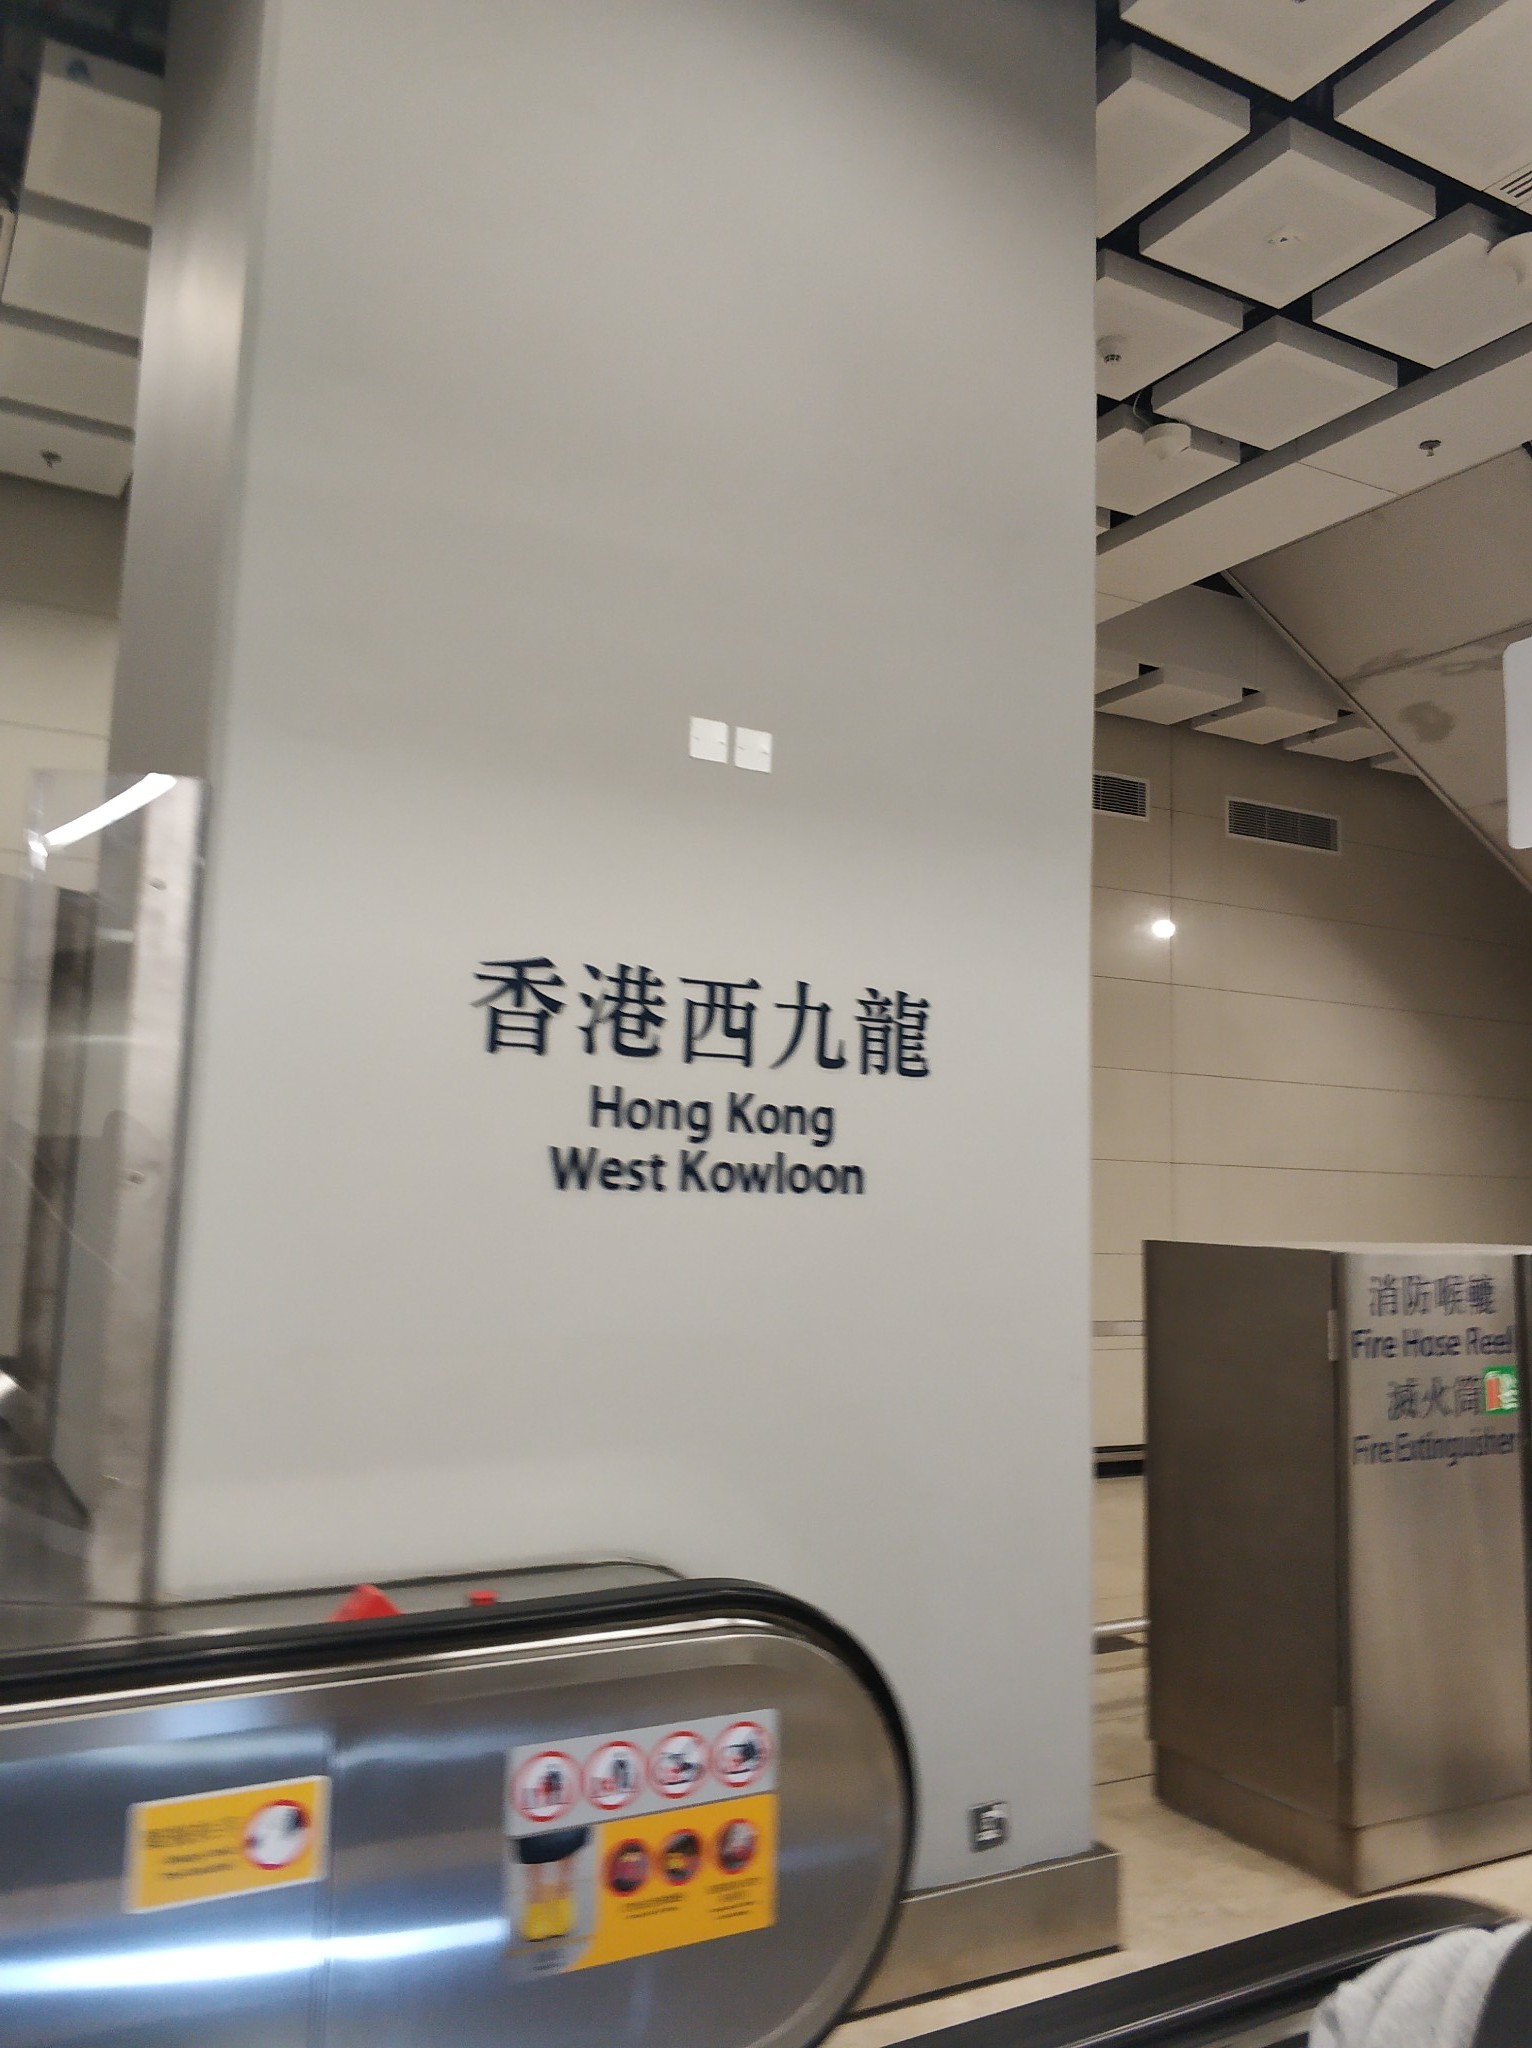 香港西九龍
Hong Kong
West Kowloon
消防喉轆
Fire Hose Reel
滅火筒
Fire Extinguisher